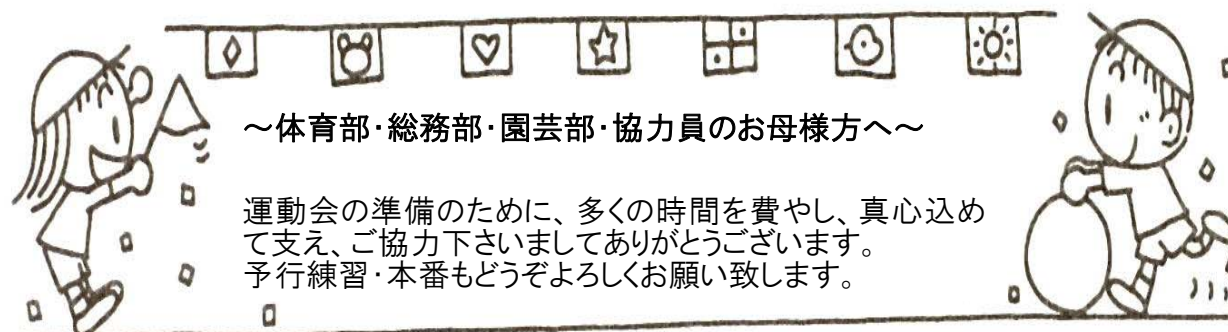 ～体育部・総務部・園芸部・協力員のお母様方へ～
運動会の準備のために、多くの時間を費やし、真心込め
て支え、ご協力下さいましてありがとうございます。
予行練習・本番もどうぞよろしくお願い致します。